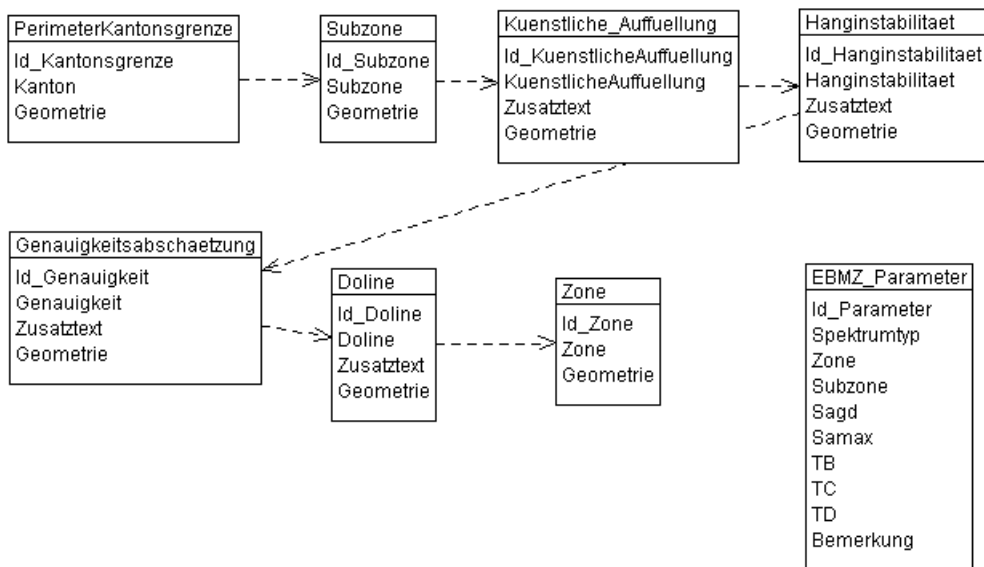 PerimeterKantonsgrenze
Id_Kantonsgrenze
Kanton
Geometrie
Subzone
Id_Subzone
Subzone
Geometrie
Kuenstliche_Auffuellung
Id_KuenstlicheAuffuellung
KuenstlicheAuffuellung
Zusatztext
Geometrie
Hanginstabilitaet
Id_Hanginstabilitaet
Hanginstabilitaet
Zusatztext
Geometrie
Genauigkeitsabschaetzung
Id_Genauigkeit
Genauigkeit
Zusatztext
Geometrie
Doline
Id_Doline
Doline
Zusatztext
Geometrie
Zone
Id_Zone
Zone
Geometrie
EBMZ_Parameter
Id_Parameter
Spektrumtyp
Zone
Subzone
Sagd
Samax
TB
TC
TD
Bemerkung